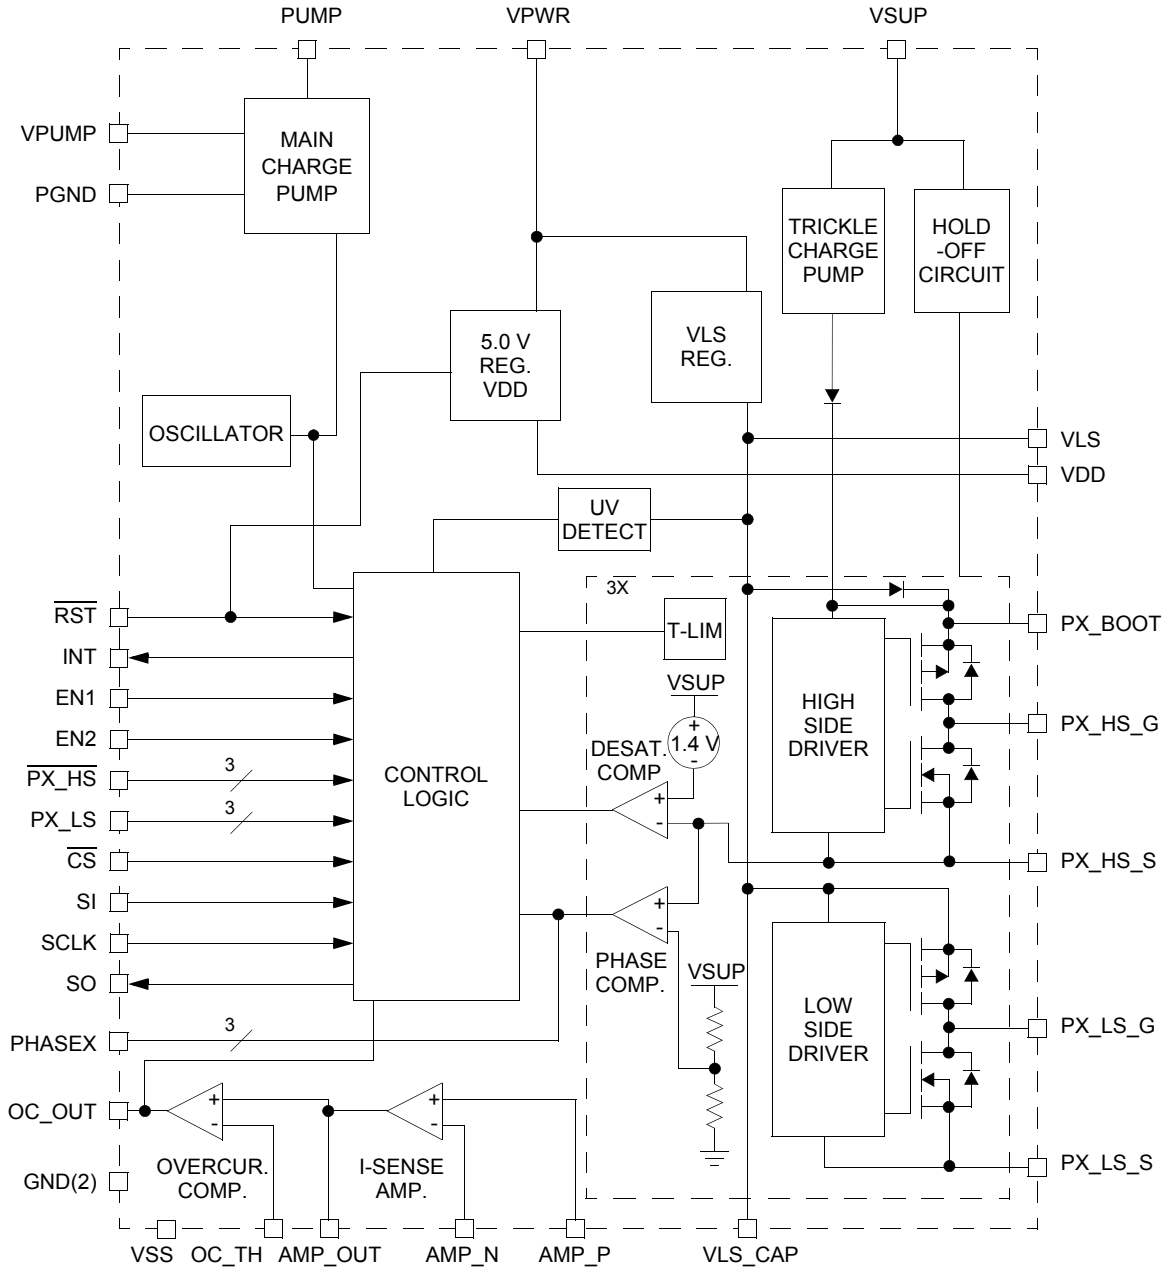 PUMP
VPWR
VSUP
VPUMP
PGND
MAIN
CHARGE
PUMP
TRICKLE
CHARGE
PUMP
HOLD
-OFF
CIRCUIT
5.0 V
REG.
VDD
VLS
REG.
OSCILLATOR
VLS
VDD
UV
DETECT
3X
RST
INT
EN1
EN2
PX_HS
3
PX_LS
3
CS
SI
SCLK
SO
PHASEX
3
OC_OUT
GND(2)
CONTROL
LOGIC
T-LIM
VSUP
+
1.4 V
-
DESAT.
COMP
+
-
+
-
PHASE
COMP.
VSUP
HIGH
SIDE
DRIVER
LOW
SIDE
DRIVER
PX_BOOT
PX_HS_G
PX_HS_S
PX_LS_G
PX_LS_S
+
-
OVERCUR.
COMP.
+
-
I-SENSE
AMP.
VSS
OC_TH
AMP_OUT
AMP_N
AMP_P
VLS_CAP